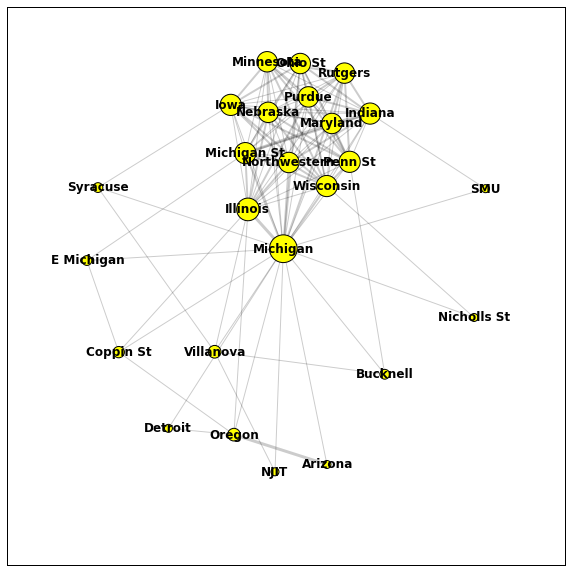 Minnesota
Ohio St
Rutgers
Purdue
Iowa
Nebraska
Indiana
Maryland
Michigan St
Northwestern
Penn St
Wisconsin
Syracuse
SMU
Illinois
Michigan
E Michigan
Nicholls St
Coppin St
Villanova
Bucknell
Detroit
Oregon
Arizona
NJIT